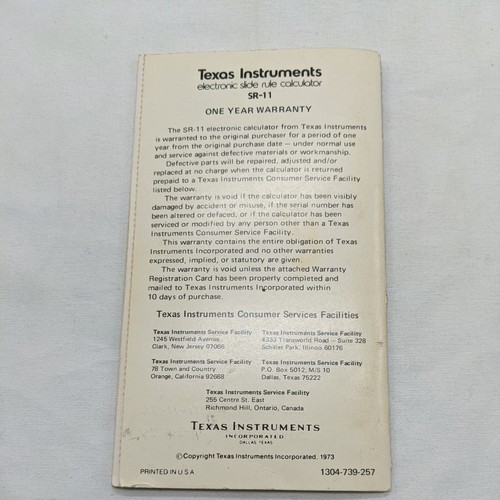 Texas Instruments
electronic slide rule calculator
SR-11
ONE YEAR WARRANTY
The SR-11 electronic calculator from Texas Instruments
is warranted to the original purchaser for a period of one
year from the original purchase date — under normal use
and service against defective materials or workmanship.
Defective parts will be repaired, adjusted and/or
replaced at no charge when the calculator is returned
prepaid to a Texas Instruments Consumer Service Facility
listed below.
The warranty is void if the calculator has been visibly
damaged by accident or misuse, if the serial number has
been altered or defaced, or if the calculator has been
serviced or modified by any person other than a Texas
Instruments Consumer Service Facility.
This warranty contains the entire obligation of Texas
Instruments Incorporated and no other warranties
expressed, implied, or statutory are given.
The warranty is void unless the attached Warranty
Registration Card has been properly completed and
mailed to Texas Instruments Incorporated within
10 days of purchase.
Texas Instruments Consumer Services Facilities
Texas Instruments Service Facility
1245 Westfield Avenue
Clark, New Jersey 07066
Texas Instruments Service Facility
4333 Transworld Road — Suite 328
Schiller Park, Illinois 60176
Texas Instruments Service Facility
78 Town and Country
Orange, California 92668
Texas Instruments Service Facility
P.O. Box 5012, M/S 10
Dallas, Texas 75222
Texas Instruments Service Facility
255 Centre St. East
Richmond Hill, Ontario, Canada
TEXAS INSTRUMENTS
INCORPORATED
DALLAS, TEXAS
©Copyright Texas Instruments Incorporated, 1973
PRINTED IN U.S.A
1304-739-257